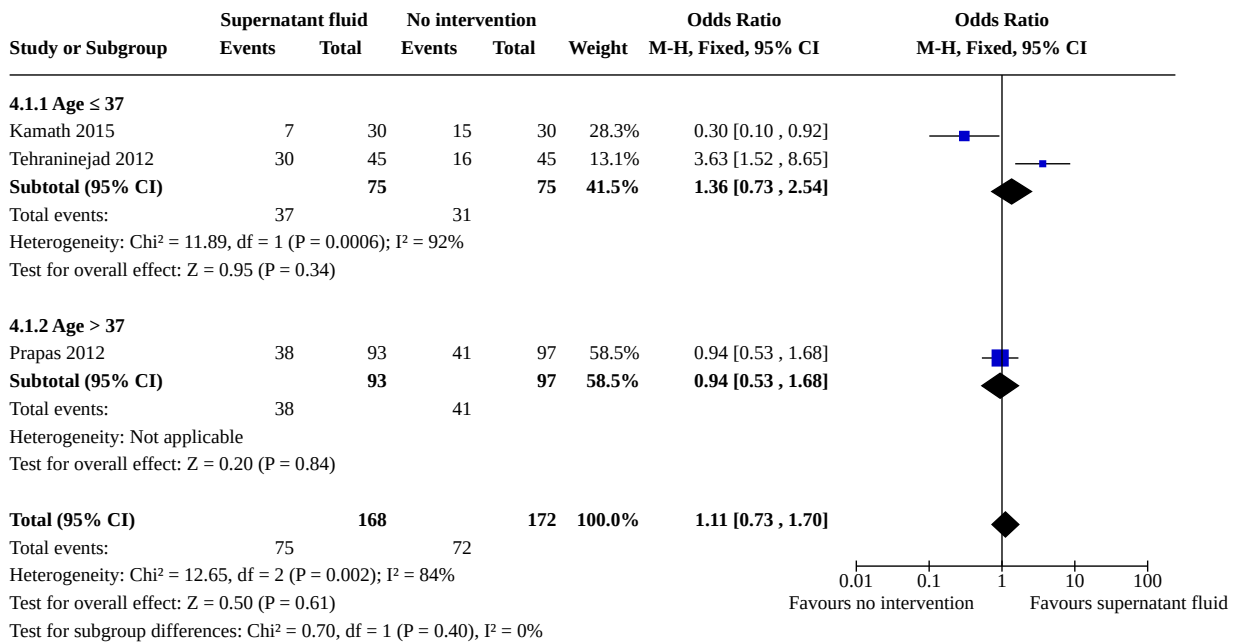 Supernatant fluid No intervention Odds Ratio Odds Ratio
Study or Subgroup Events Total Events Total Weight M-H, Fixed, 95% CI M-H, Fixed, 95% CI
4.1.1 Age ≤ 37
Kamath 2015 7 30 15 30 28.3% 0.30 [0.10 , 0.92]
Tehraninejad 2012 30 45 16 45 13.1% 3.63 [1.52 , 8.65]
Subtotal (95% CI) 75 75 41.5% 1.36 [0.73 , 2.54]
Total events: 37 31
Heterogeneity: Chi² = 11.89, df = 1 (P = 0.0006); I² = 92%
Test for overall effect: Z = 0.95 (P = 0.34)
4.1.2 Age > 37
Prapas 2012 38 93 41 97 58.5% 0.94 [0.53 , 1.68]
Subtotal (95% CI) 93 97 58.5% 0.94 [0.53 , 1.68]
Total events: 38 41
Heterogeneity: Not applicable
Test for overall effect: Z = 0.20 (P = 0.84)
Total (95% CI) 168 172 100.0% 1.11 [0.73 , 1.70]
Total events: 75 72
Heterogeneity: Chi² = 12.65, df = 2 (P = 0.002); I² = 84%
0.01 0.1 1 10 100
Test for overall effect: Z = 0.50 (P = 0.61)
Favours no intervention Favours supernatant fluid
Test for subgroup differences: Chi² = 0.70, df = 1 (P = 0.40), I² = 0%